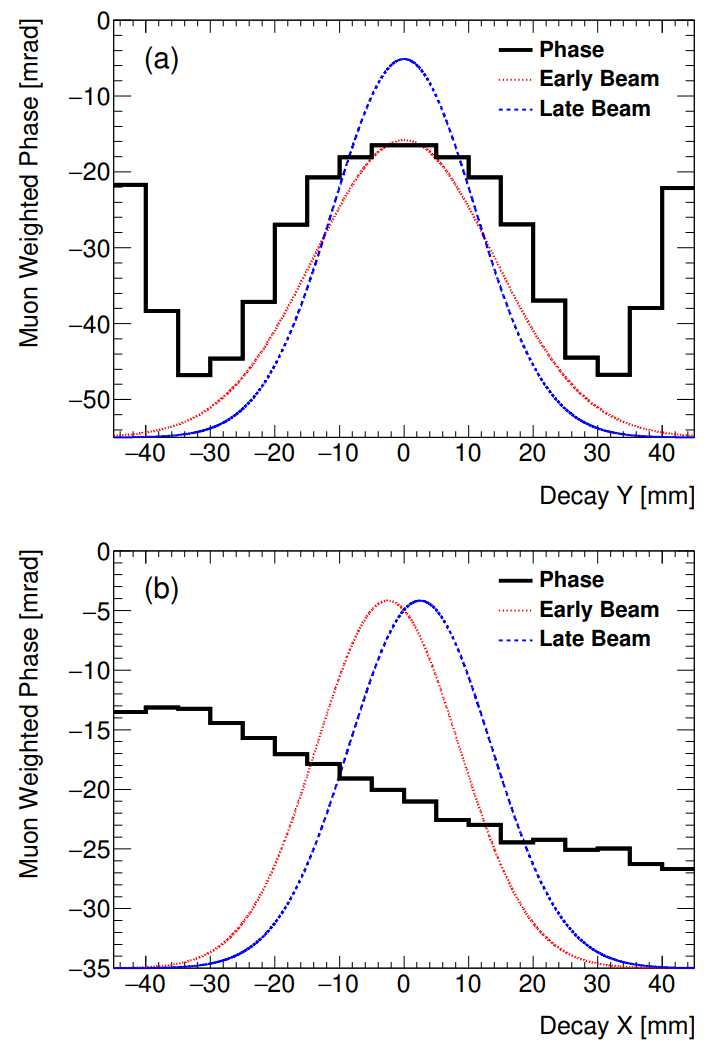 Muon Weighted Phase [mrad]
0
−10
−20
−30
−40
−50
(a)
Phase
Early Beam
Late Beam
−40 −30 −20 −10 0 10 20 30 40
Decay Y [mm]
Muon Weighted Phase [mrad]
0
−5
−10
−15
−20
−25
−30
−35
(b)
Phase
Early Beam
Late Beam
−40 −30 −20 −10 0 10 20 30 40
Decay X [mm]